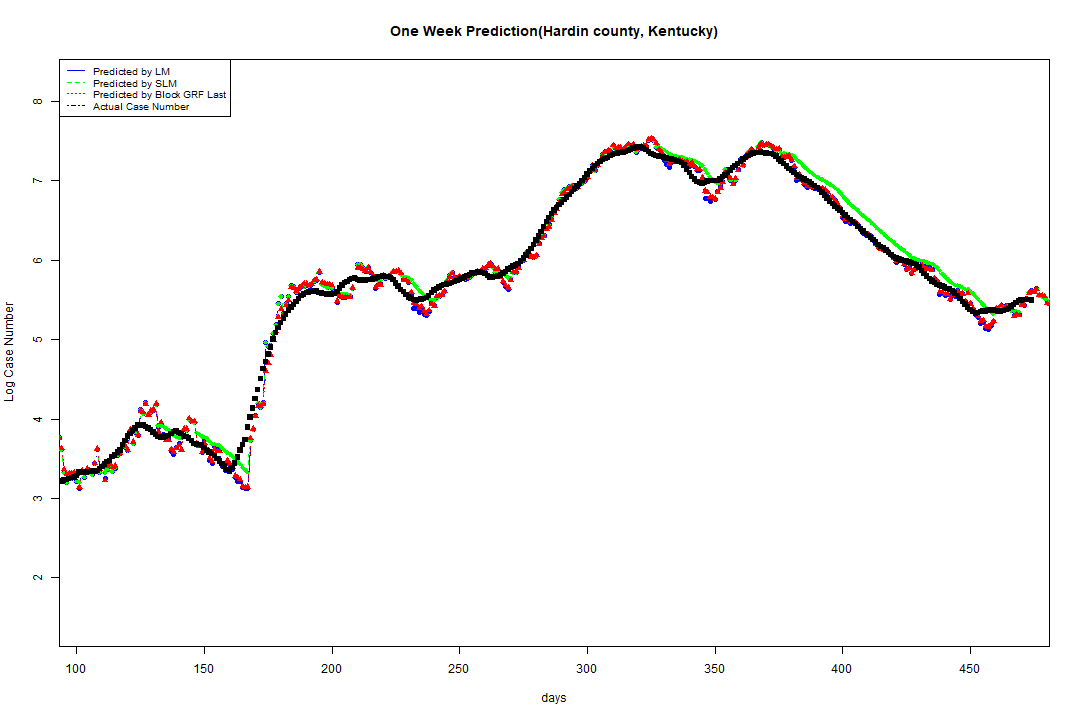 One Week Prediction(Hardin county, Kentucky)
Predicted by LM
Predicted by SLM
Predicted by Block GRF Last
Actual Case Number
Log Case Number
8
7
6
5
4
3
2
100 150 200 250 300 350 400 450
days